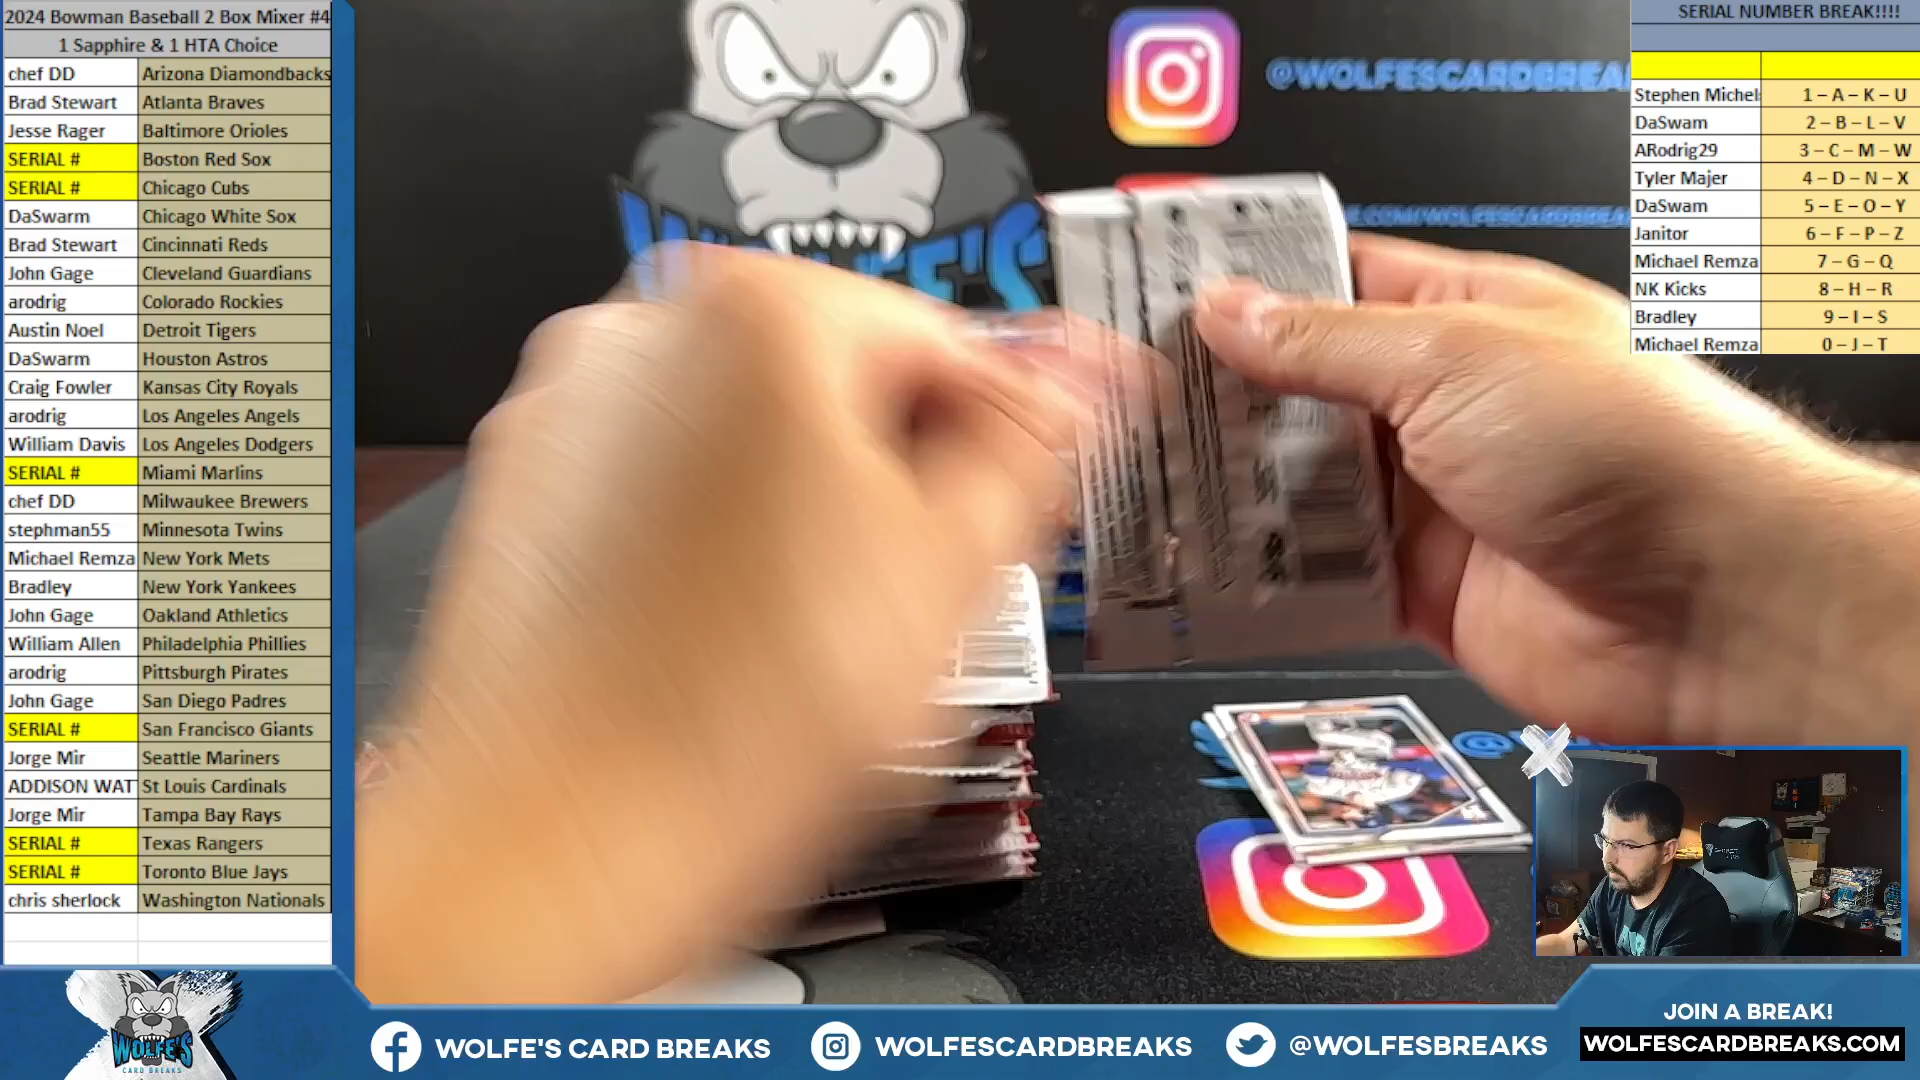 2024 Bowman Baseball 2 Box Mixer #4
1 Sapphire & 1 HTA Choice
chef DD Arizona Diamondbacks
Brad Stewart Atlanta Braves
Jesse Rager Baltimore Orioles
SERIAL # Boston Red Sox
SERIAL # Chicago Cubs
DaSwarm Chicago White Sox
Brad Stewart Cincinnati Reds
John Gage Cleveland Guardians
arodrig Colorado Rockies
Austin Noel Detroit Tigers
DaSwarm Houston Astros
Craig Fowler Kansas City Royals
arodrig Los Angeles Angels
William Davis Los Angeles Dodgers
SERIAL # Miami Marlins
chef DD Milwaukee Brewers
stephman55 Minnesota Twins
Michael Remza New York Mets
Bradley New York Yankees
John Gage Oakland Athletics
William Allen Philadelphia Phillies
arodrig Pittsburgh Pirates
John Gage San Diego Padres
SERIAL # San Francisco Giants
Jorge Mir Seattle Mariners
ADDISON WAT St Louis Cardinals
Jorge Mir Tampa Bay Rays
SERIAL # Texas Rangers
SERIAL # Toronto Blue Jays
chris sherlock Washington Nationals
@WOLFESCARDBREA
SERIAL NUMBER BREAK!!!!
Stephen Michel 1 – A – K – U
DaSwam 2 – B – L – V
ARodrig29 3 – C – M – W
Tyler Majer 4 – D – N – X
DaSwam 5 – E – O – Y
Janitor 6 – F – P – Z
Michael Remza 7 – G – Q
NK Kicks 8 – H – R
Bradley 9 – I – S
Michael Remza 0 – J – T
WOLFE'S
CARD BREAKS
WOLFE'S CARD BREAKS
WOLFESCARDBREAKS
@WOLFESBREAKS
JOIN A BREAK!
WOLFESCARDBREAKS.COM